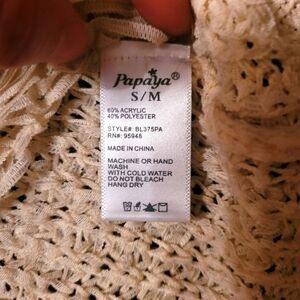 Papaya®
S/M
60% ACRYLIC
40% POLYESTER
STYLE#: BL375PA
RN#: 95948
MADE IN CHINA
MACHINE OR HAND
WASH
WITH COLD WATER
DO NOT BLEACH
HANG DRY